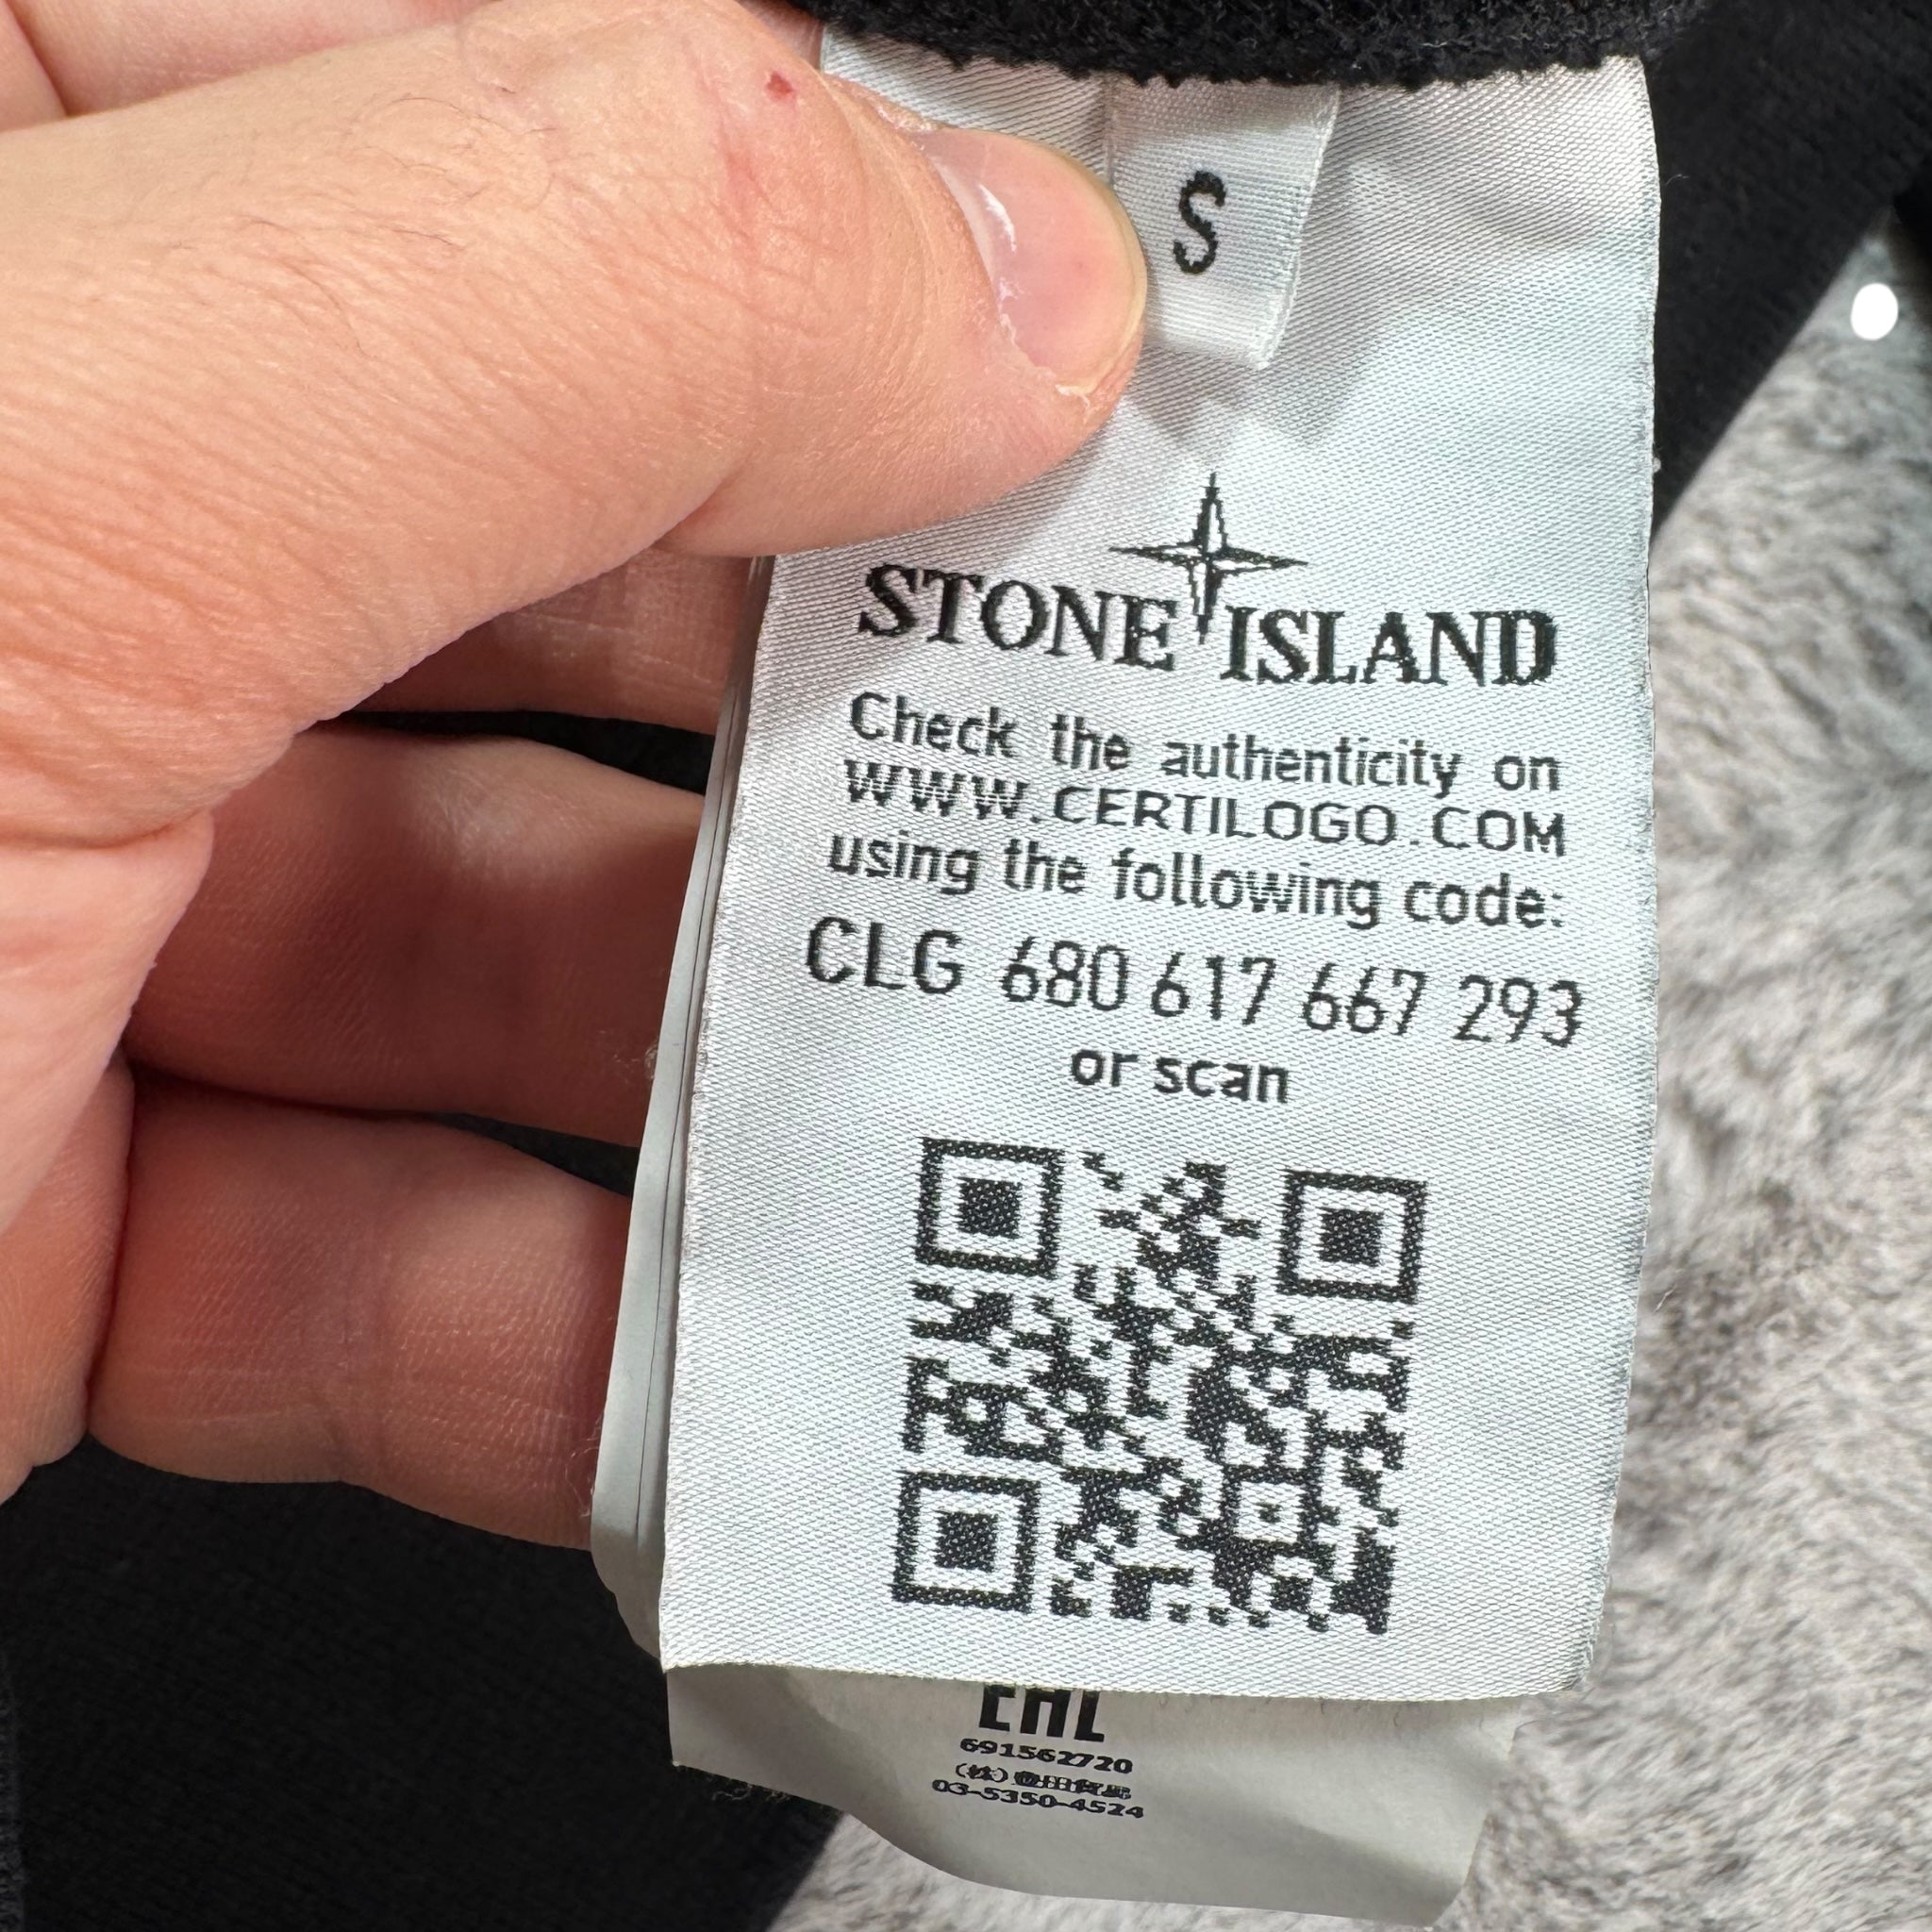 S
STONE ISLAND
Check the authenticity on
WWW.CERTILOGO.COM
using the following code:
CLG 680 617 667 293
or scan
EAC
691562720
(株)
03-5350-4524